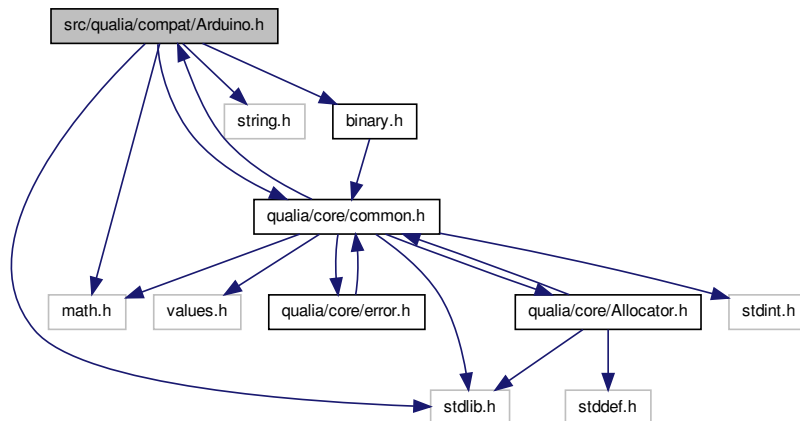 src/qualia/compat/Arduino.h
string.h
binary.h
qualia/core/common.h
math.h
values.h
qualia/core/error.h
qualia/core/Allocator.h
stdint.h
stdlib.h
stddef.h